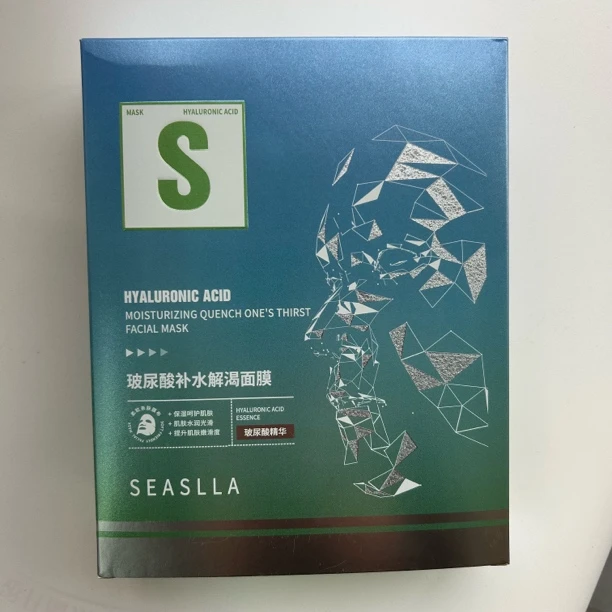 MASK HYALURONIC ACID
S
HYALURONIC ACID
MOISTURIZING QUENCH ONE'S THIRST
FACIAL MASK
玻尿酸补水解渴面膜
+ 保湿呵护肌肤
+ 肌肤水润光滑
+ 提升肌肤嫩滑度
HYALURONIC ACID
ESSENCE
玻尿酸精华
SEASLLA